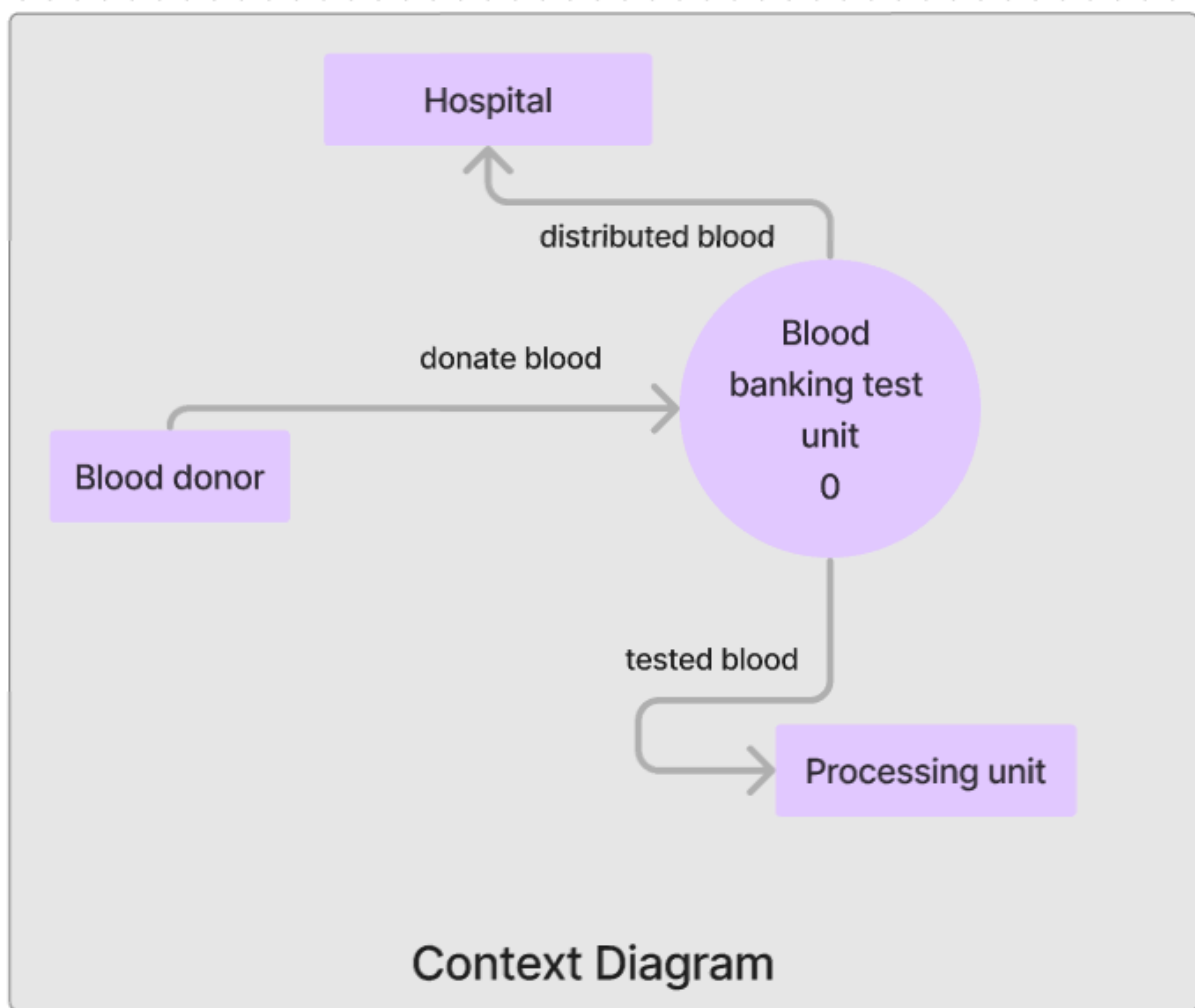 Hospital
distributed blood
Blood
banking test
unit
0
donate blood
Blood donor
tested blood
Processing unit
Context Diagram